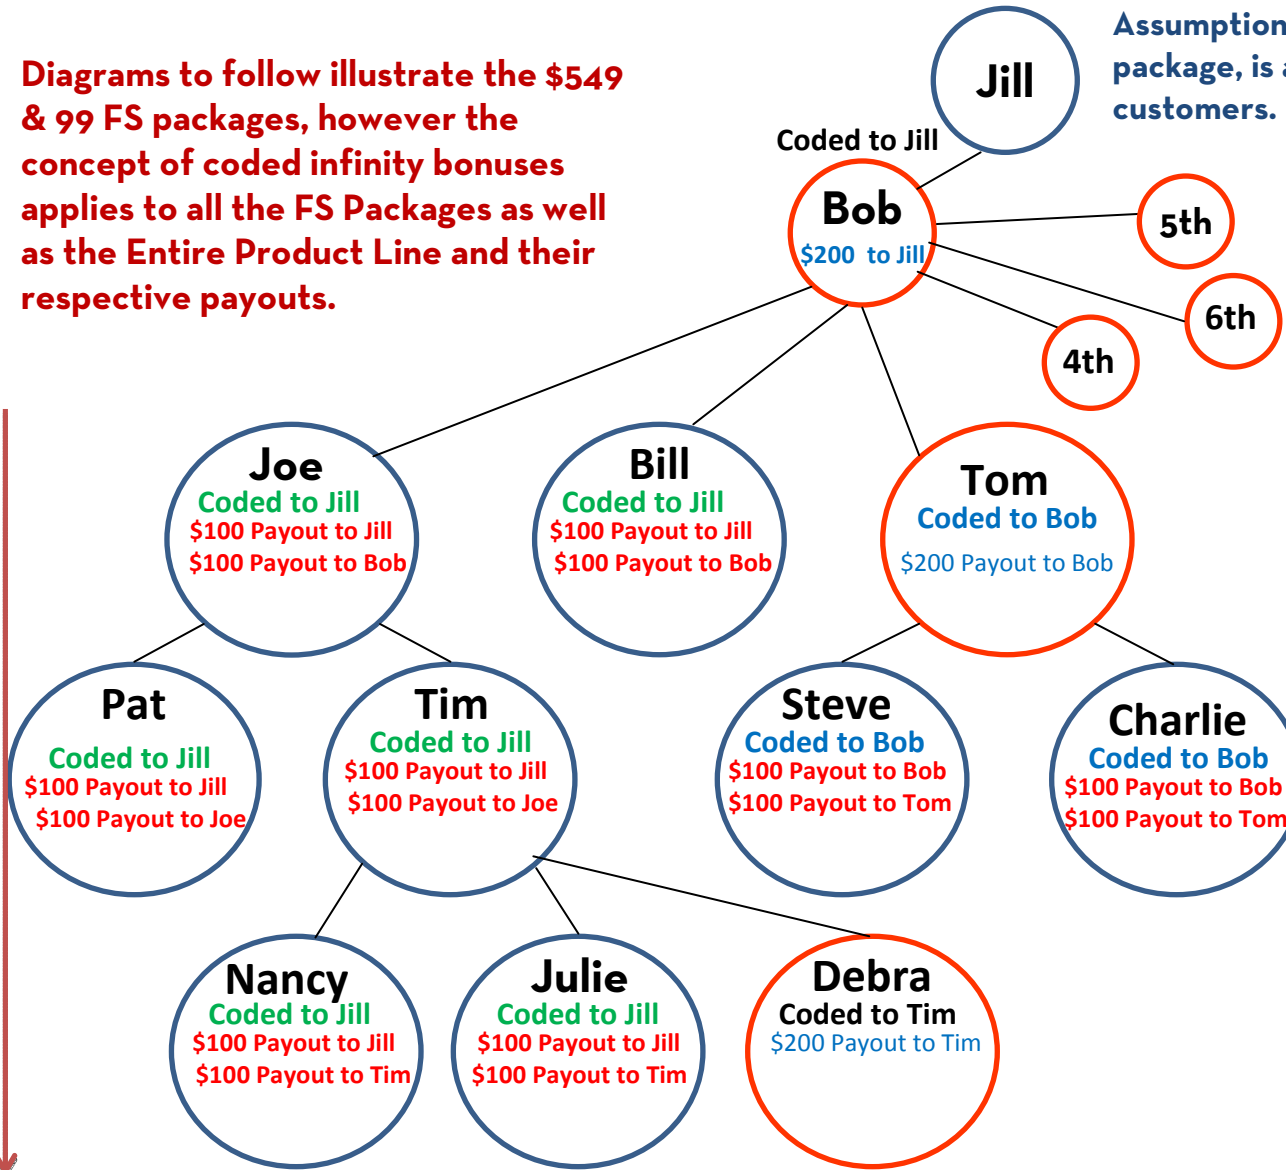 Diagrams to follow illustrate the $549
& 99 FS packages, however the
concept of coded infinity bonuses
applies to all the FS Packages as well
as the Entire Product Line and their
respective payouts.
Jill
Assumption
package, is a
customers.
Coded to Jill
Bob
$200 to Jill
5th
6th
4th
Joe
Coded to Jill
$100 Payout to Jill
$100 Payout to Bob
Bill
Coded to Jill
$100 Payout to Jill
$100 Payout to Bob
Tom
Coded to Bob
$200 Payout to Bob
Pat
Coded to Jill
$100 Payout to Jill
$100 Payout to Joe
Tim
Coded to Jill
$100 Payout to Jill
$100 Payout to Joe
Steve
Coded to Bob
$100 Payout to Bob
$100 Payout to Tom
Charlie
Coded to Bob
$100 Payout to Bob
$100 Payout to Tom
Nancy
Coded to Jill
$100 Payout to Jill
$100 Payout to Tim
Julie
Coded to Jill
$100 Payout to Jill
$100 Payout to Tim
Debra
Coded to Tim
$200 Payout to Tim